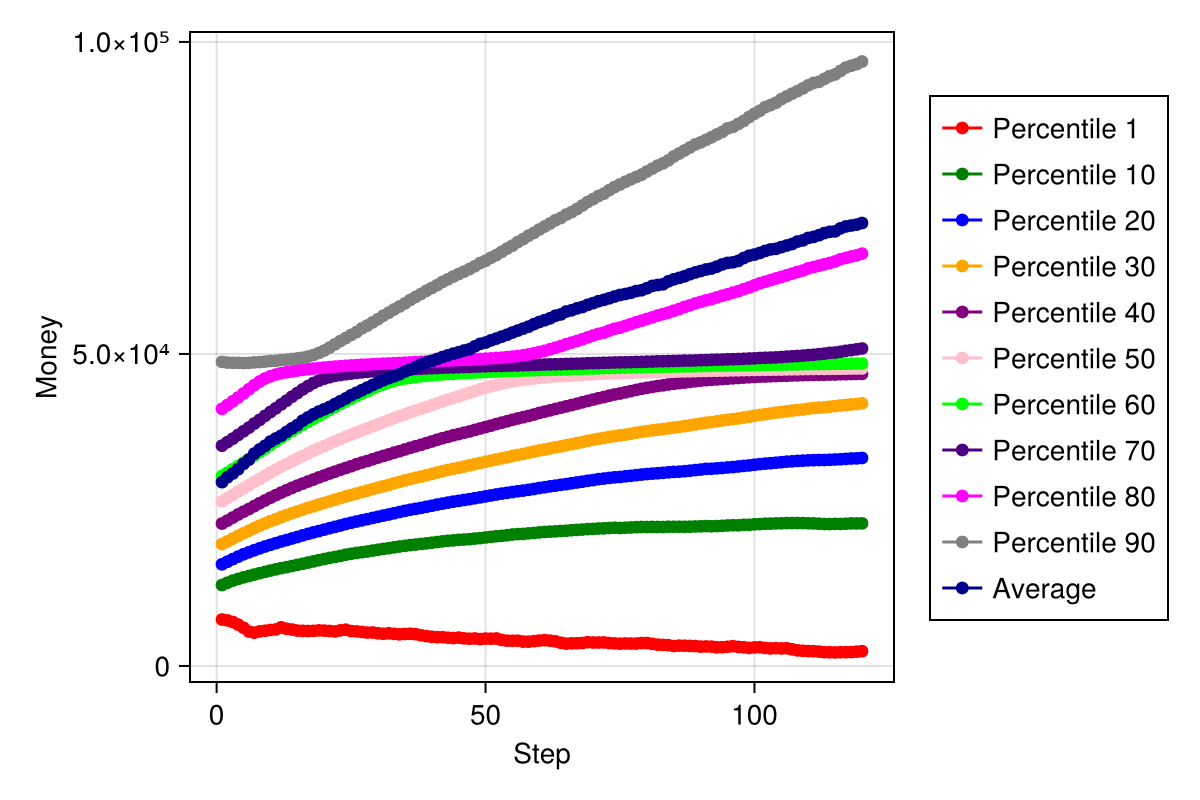 1.0×10⁵
5.0×10⁴
0
Money
0 50 100
Step
Percentile 1
Percentile 10
Percentile 20
Percentile 30
Percentile 40
Percentile 50
Percentile 60
Percentile 70
Percentile 80
Percentile 90
Average